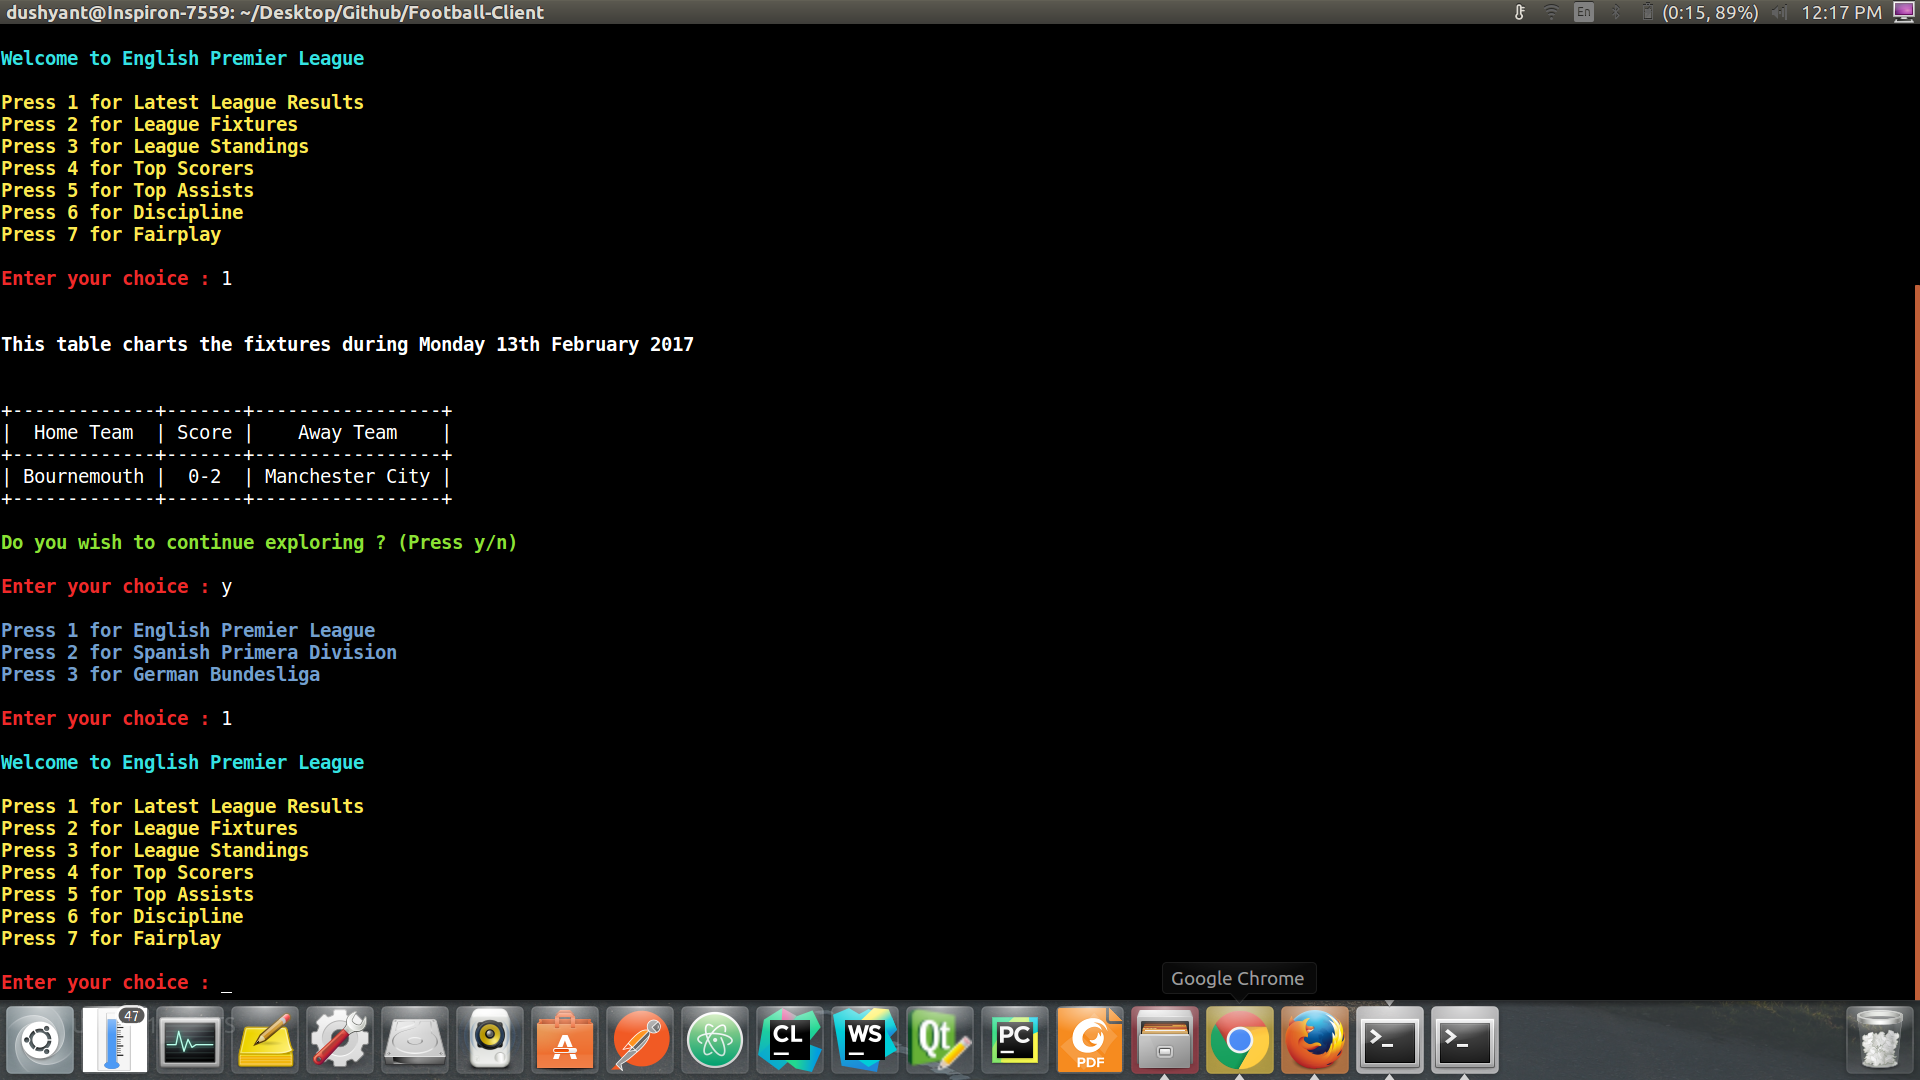 dushyant@Inspiron-7559: ~/Desktop/Github/Football-Client
En (0:15, 89%) 12:17 PM
Welcome to English Premier League
Press 1 for Latest League Results
Press 2 for League Fixtures
Press 3 for League Standings
Press 4 for Top Scorers
Press 5 for Top Assists
Press 6 for Discipline
Press 7 for Fairplay
Enter your choice : 1
This table charts the fixtures during Monday 13th February 2017
+-------------+-------+-----------------+
| Home Team | Score | Away Team |
+-------------+-------+-----------------+
| Bournemouth | 0-2 | Manchester City |
+-------------+-------+-----------------+
Do you wish to continue exploring ? (Press y/n)
Enter your choice : y
Press 1 for English Premier League
Press 2 for Spanish Primera Division
Press 3 for German Bundesliga
Enter your choice : 1
Welcome to English Premier League
Press 1 for Latest League Results
Press 2 for League Fixtures
Press 3 for League Standings
Press 4 for Top Scorers
Press 5 for Top Assists
Press 6 for Discipline
Press 7 for Fairplay
Enter your choice : _
Google Chrome
47
A
CL
WS
Qt
PC
PDF
>_
>_